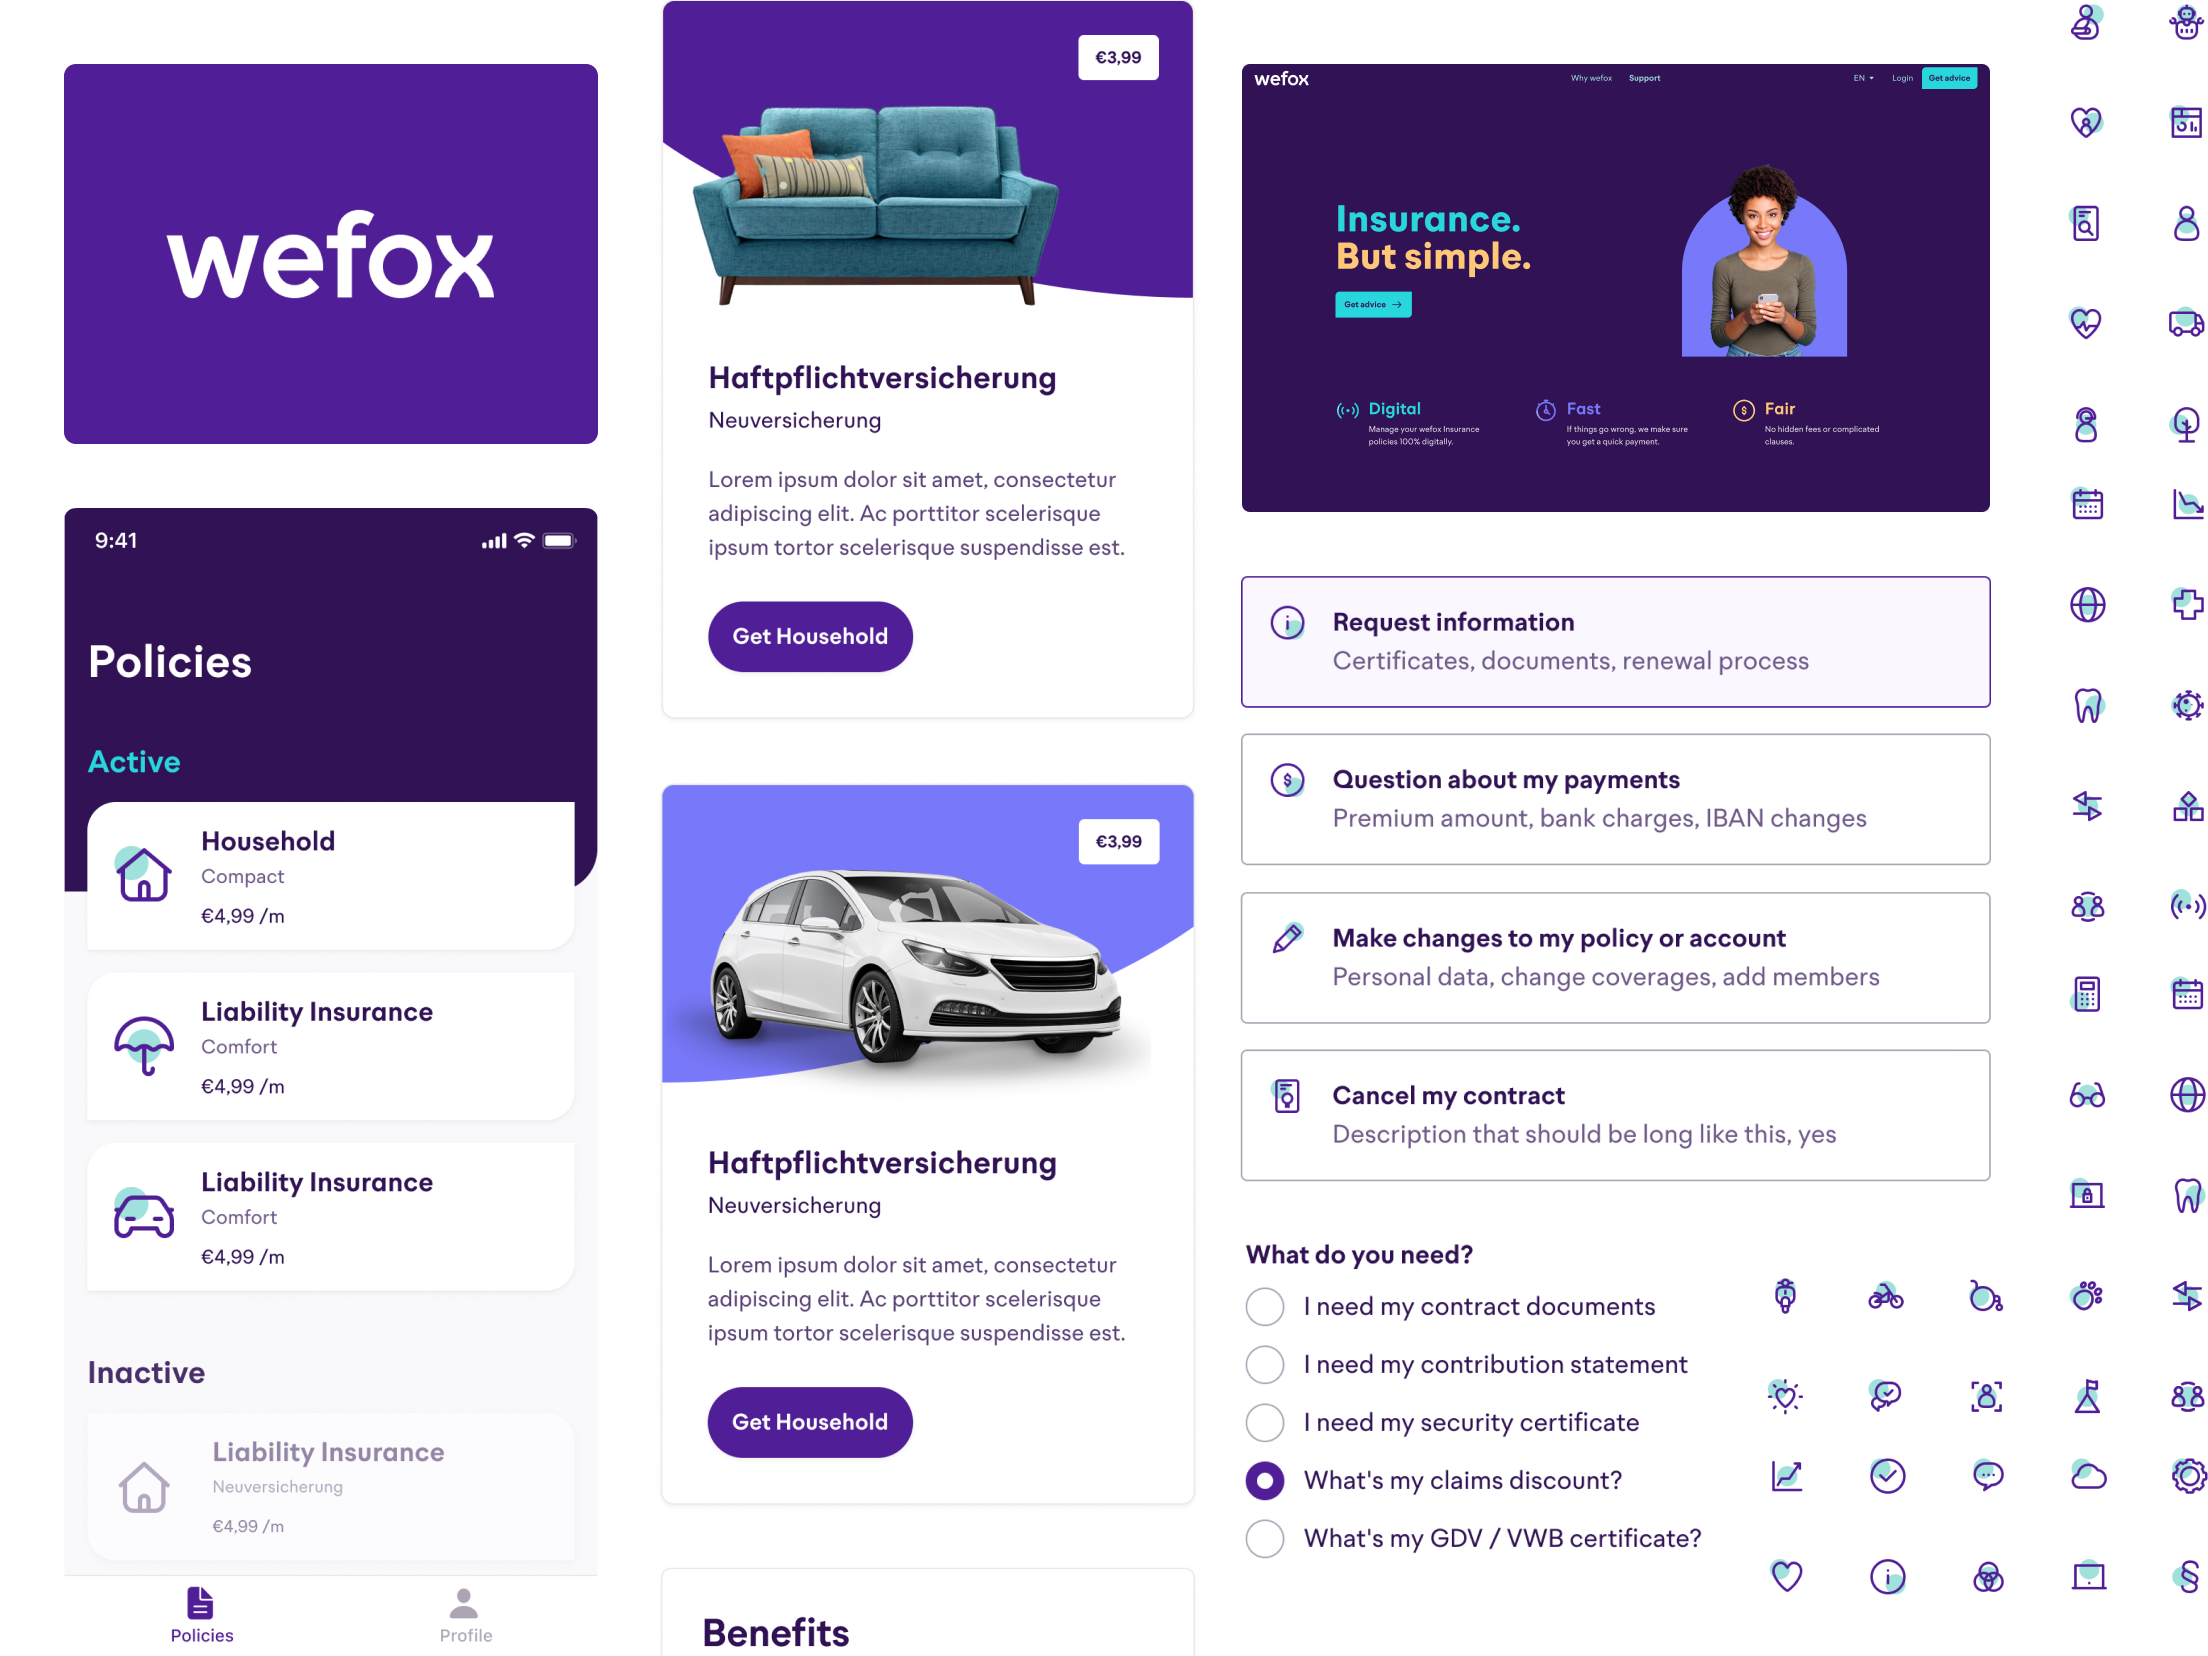 wefox
9:41
Policies
Active
Household
Compact
€4,99 /m
Liability Insurance
Comfort
€4,99 /m
Liability Insurance
Comfort
€4,99 /m
Inactive
Liability Insurance
Neuversicherung
€4,99 /m
Policies
Profile
€3,99
Haftpflichtversicherung
Neuversicherung
Lorem ipsum dolor sit amet, consectetur
adipiscing elit. Ac porttitor scelerisque
ipsum tortor scelerisque suspendisse est.
Get Household
€3,99
Haftpflichtversicherung
Neuversicherung
Lorem ipsum dolor sit amet, consectetur
adipiscing elit. Ac porttitor scelerisque
ipsum tortor scelerisque suspendisse est.
Get Household
Benefits
wefox
Why wefox Support
EN Login Get advice
Insurance.
But simple.
Get advice
Digital
Manage your wefox Insurance
policies 100% digitally.
Fast
If things go wrong, we make sure
you get a quick payment.
Fair
No hidden fees or complicated
clauses.
Request information
Certificates, documents, renewal process
Question about my payments
Premium amount, bank charges, IBAN changes
Make changes to my policy or account
Personal data, change coverages, add members
Cancel my contract
Description that should be long like this, yes
What do you need?
I need my contract documents
I need my contribution statement
I need my security certificate
What's my claims discount?
What's my GDV / VWB certificate?